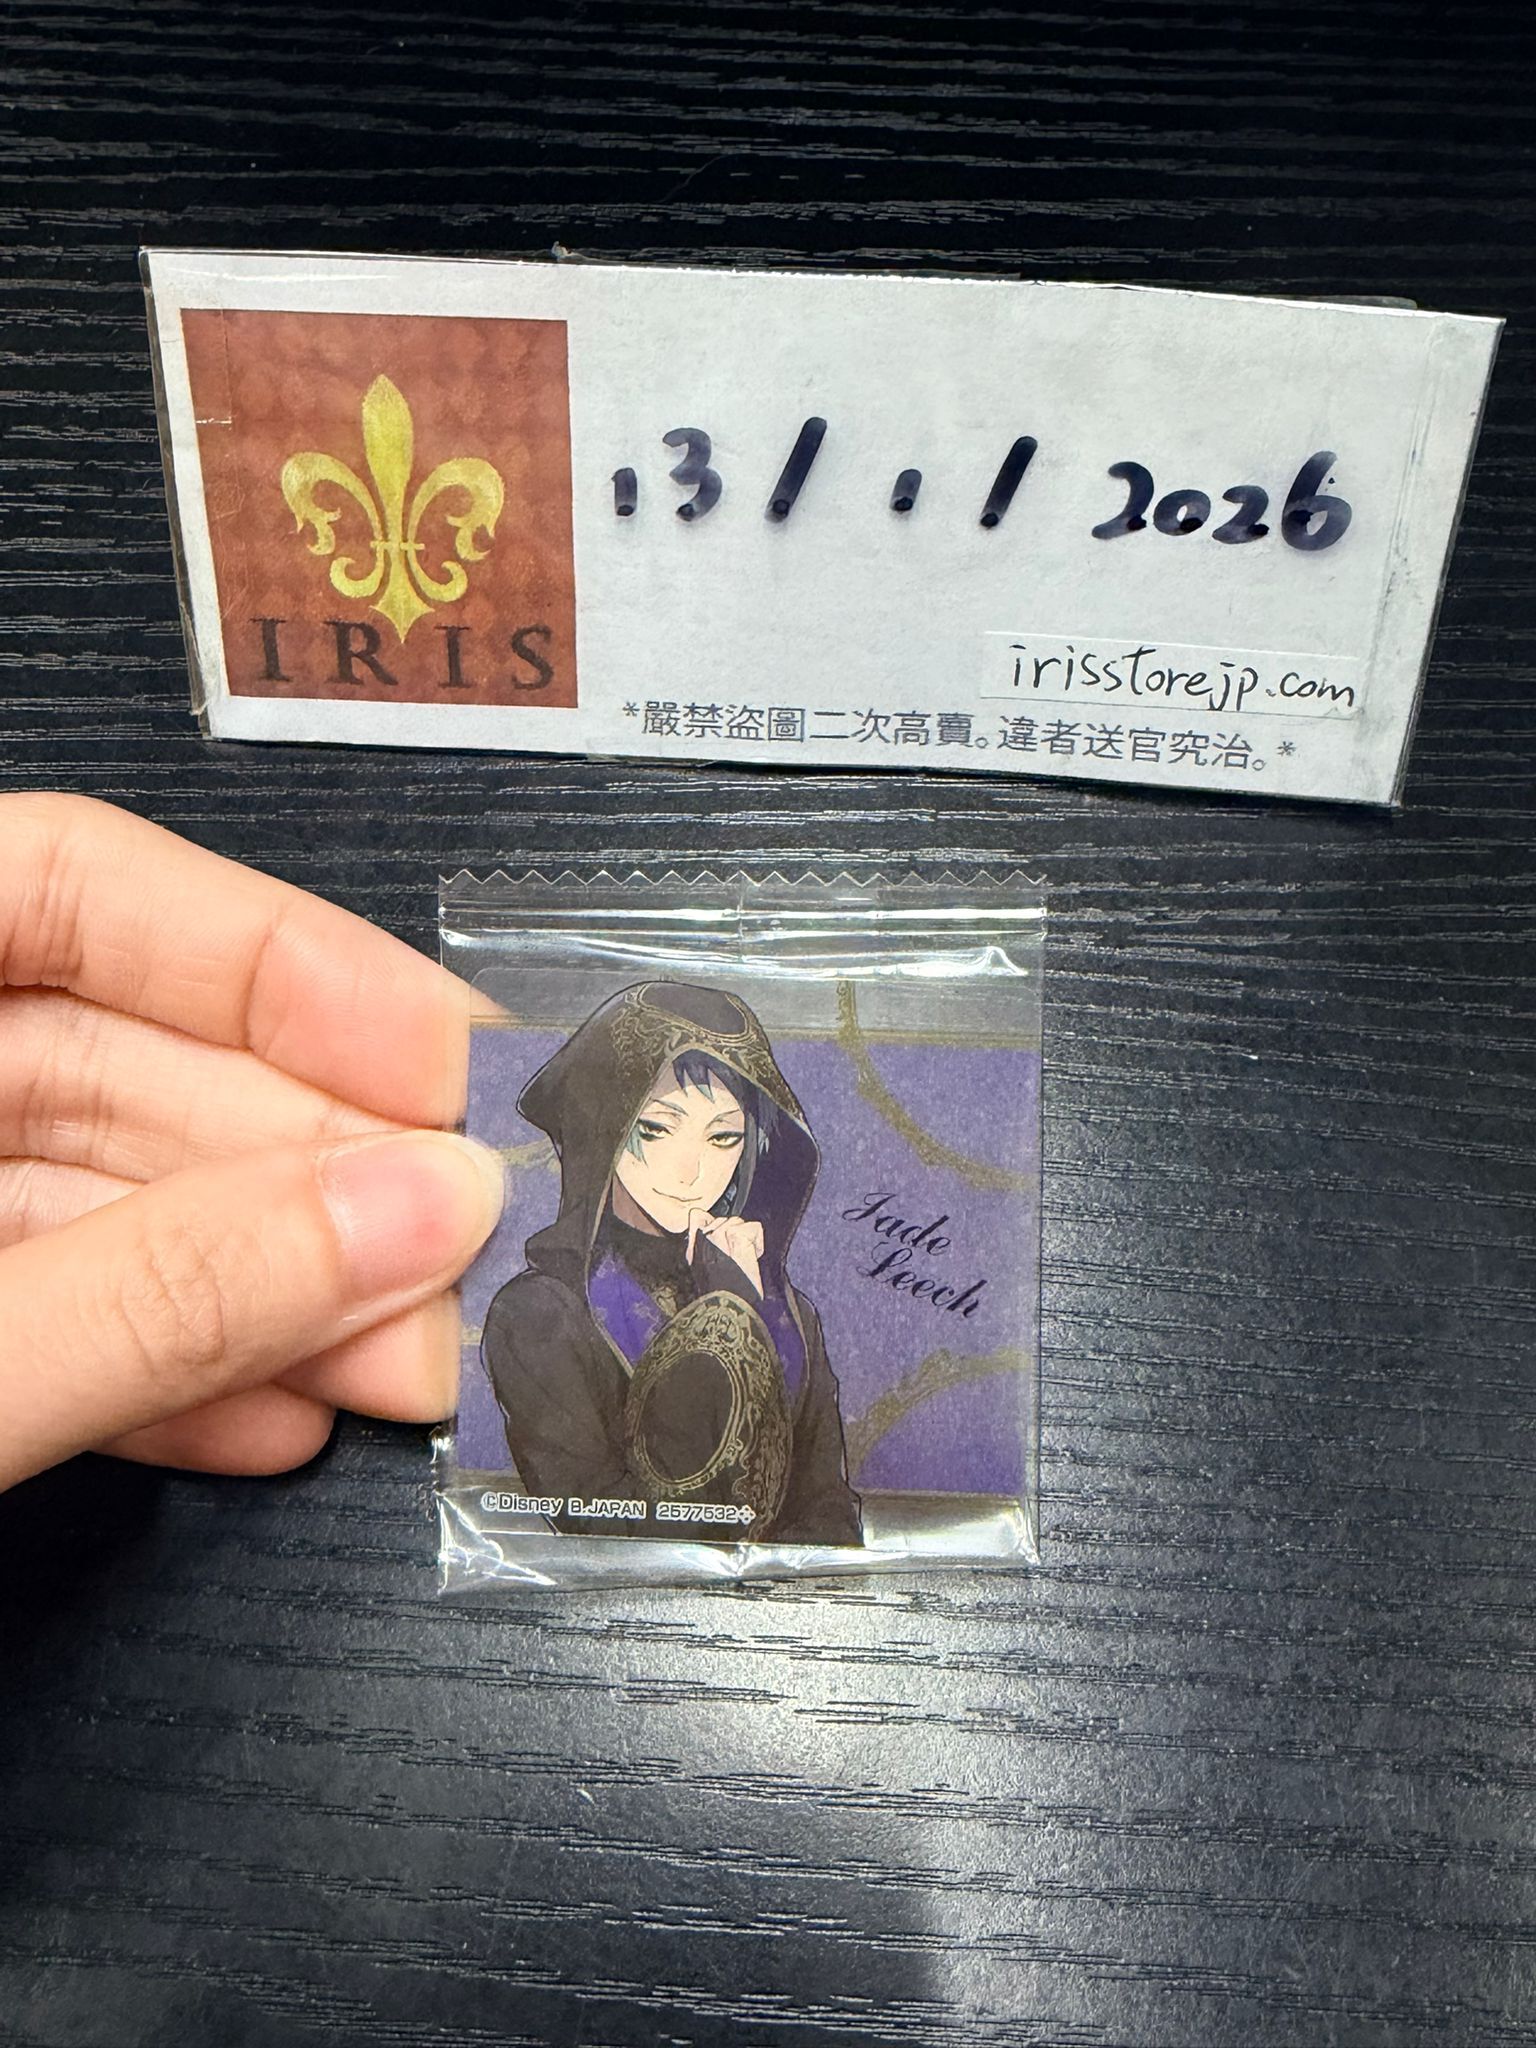 IRIS
13/1/2026
irisstorejp.com
*嚴禁盜圖二次高賣。違者送官究治。*
Jade
Leech
©Disney B.JAPAN 2577532